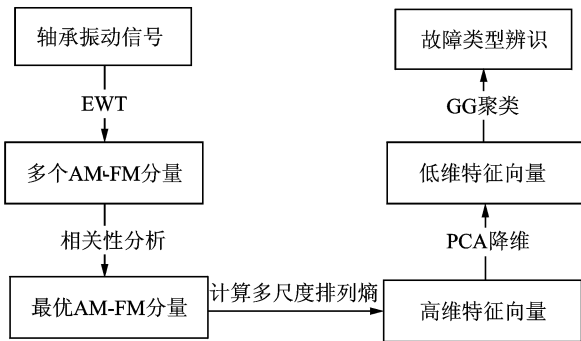 轴承振动信号
EWT
多个AM-FM分量
相关性分析
最优AM-FM分量
计算多尺度排列熵
高维特征向量
PCA降维
低维特征向量
GG聚类
故障类型辨识